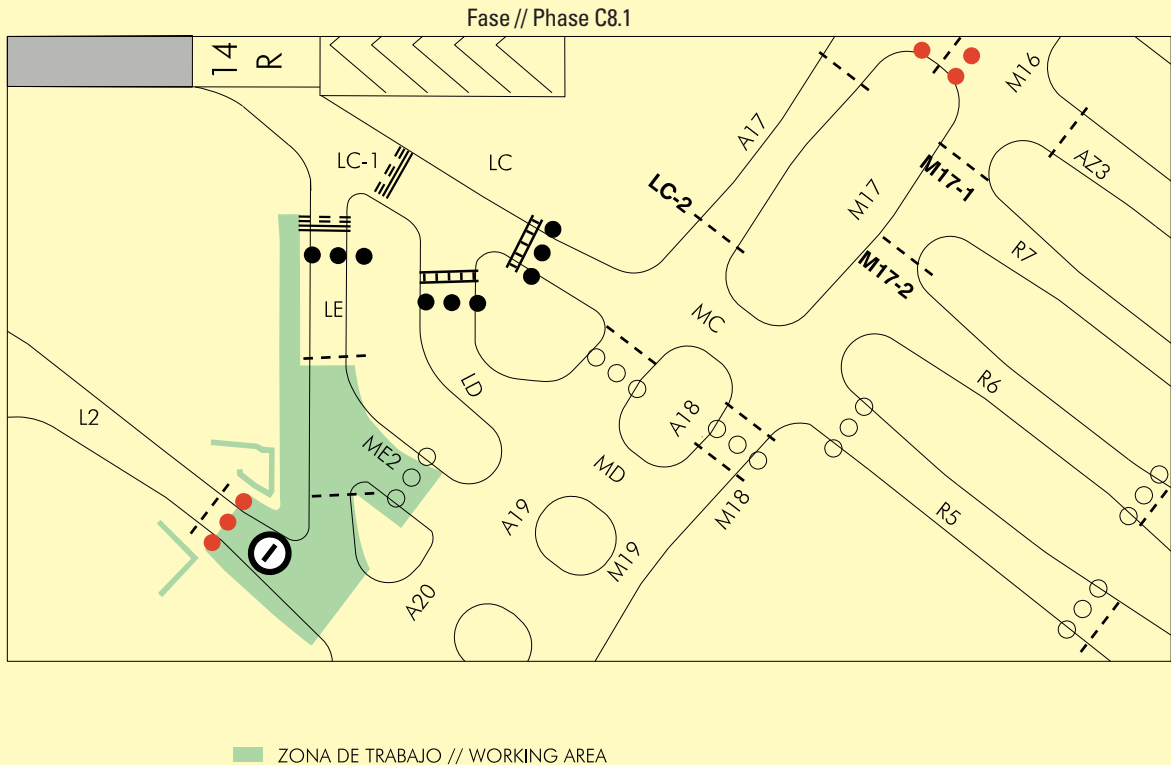 Fase // Phase C8.1
14
R
LC-1
LC
A17
M16
AZ3
LC-2
M17
M17-1
R7
M17-2
LE
MC
LD
R6
L2
A18
ME2
MD
M18
A19
R5
M19
A20
ZONA DE TRABAJO // WORKING AREA